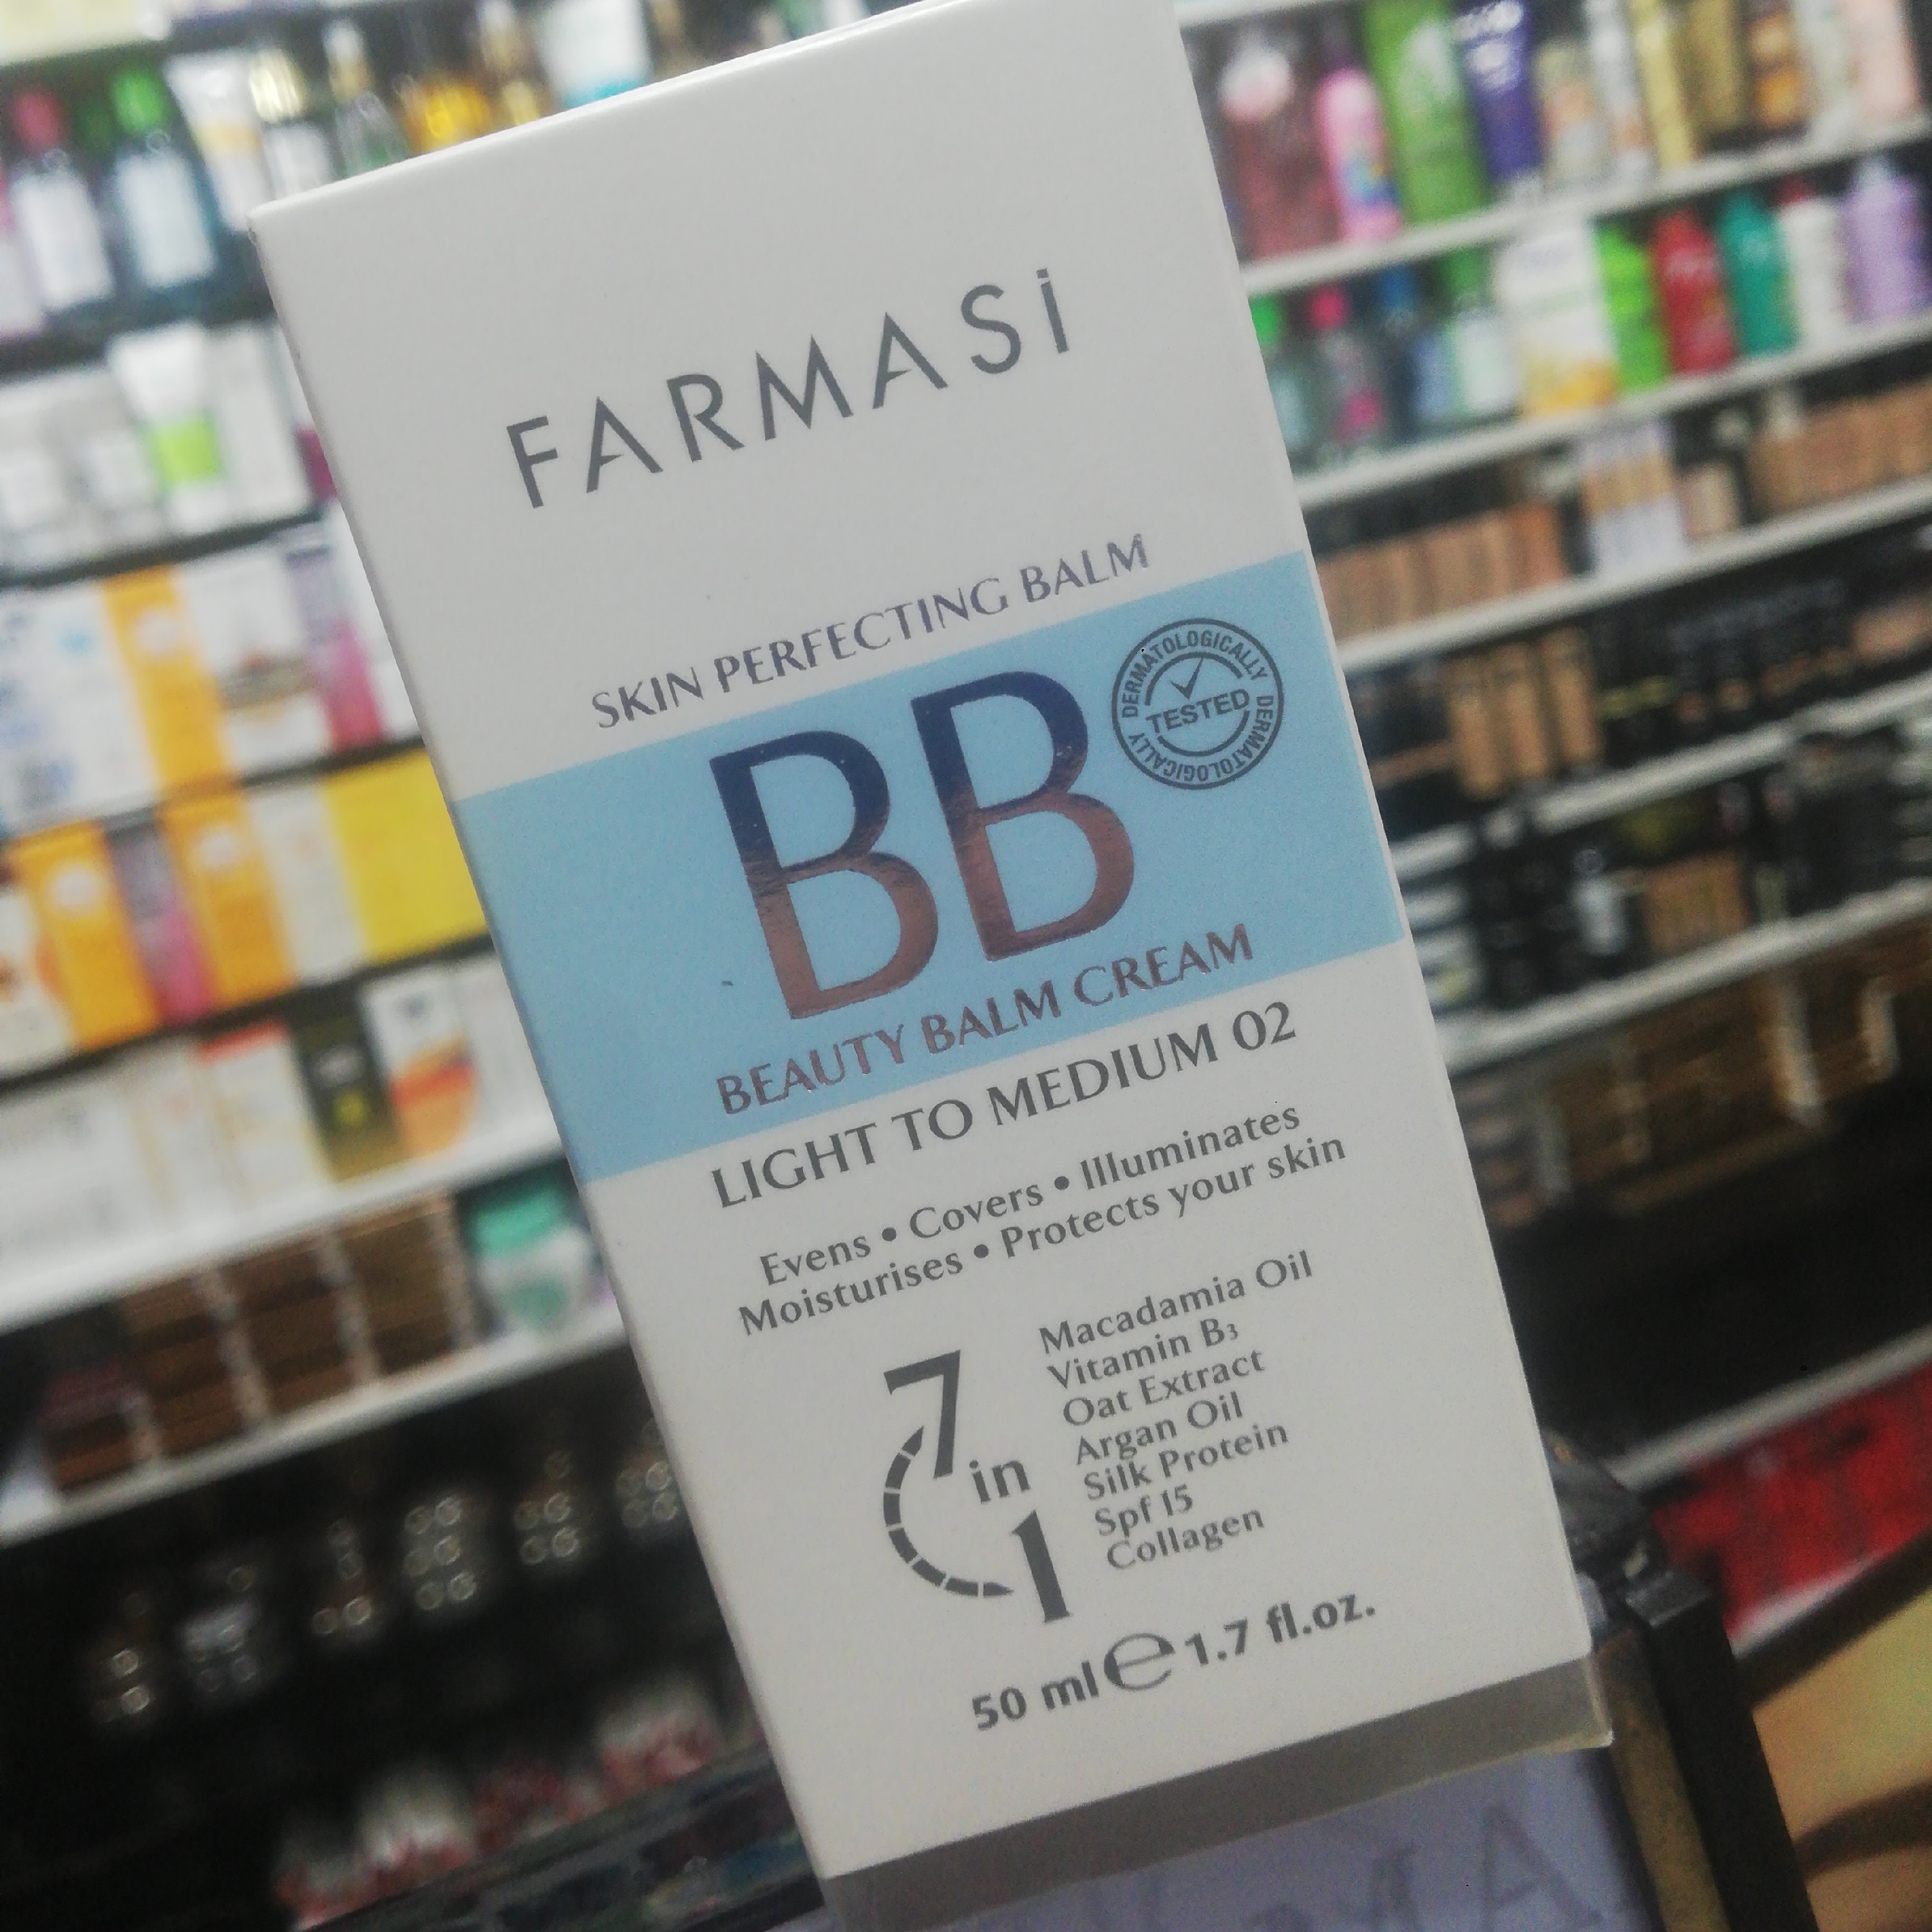 FARMASİ
SKIN PERFECTING BALM
BB
DERMATOLOGICALLY
TESTED
DERMATOLOGICALLY
BEAUTY BALM CREAM
LIGHT TO MEDIUM 02
Evens • Covers • Illuminates
Moisturises • Protects your skin
7 in 1
Macadamia Oil
Vitamin B₃
Oat Extract
Argan Oil
Silk Protein
Spf 15
Collagen
50 ml ℮ 1.7 fl.oz.